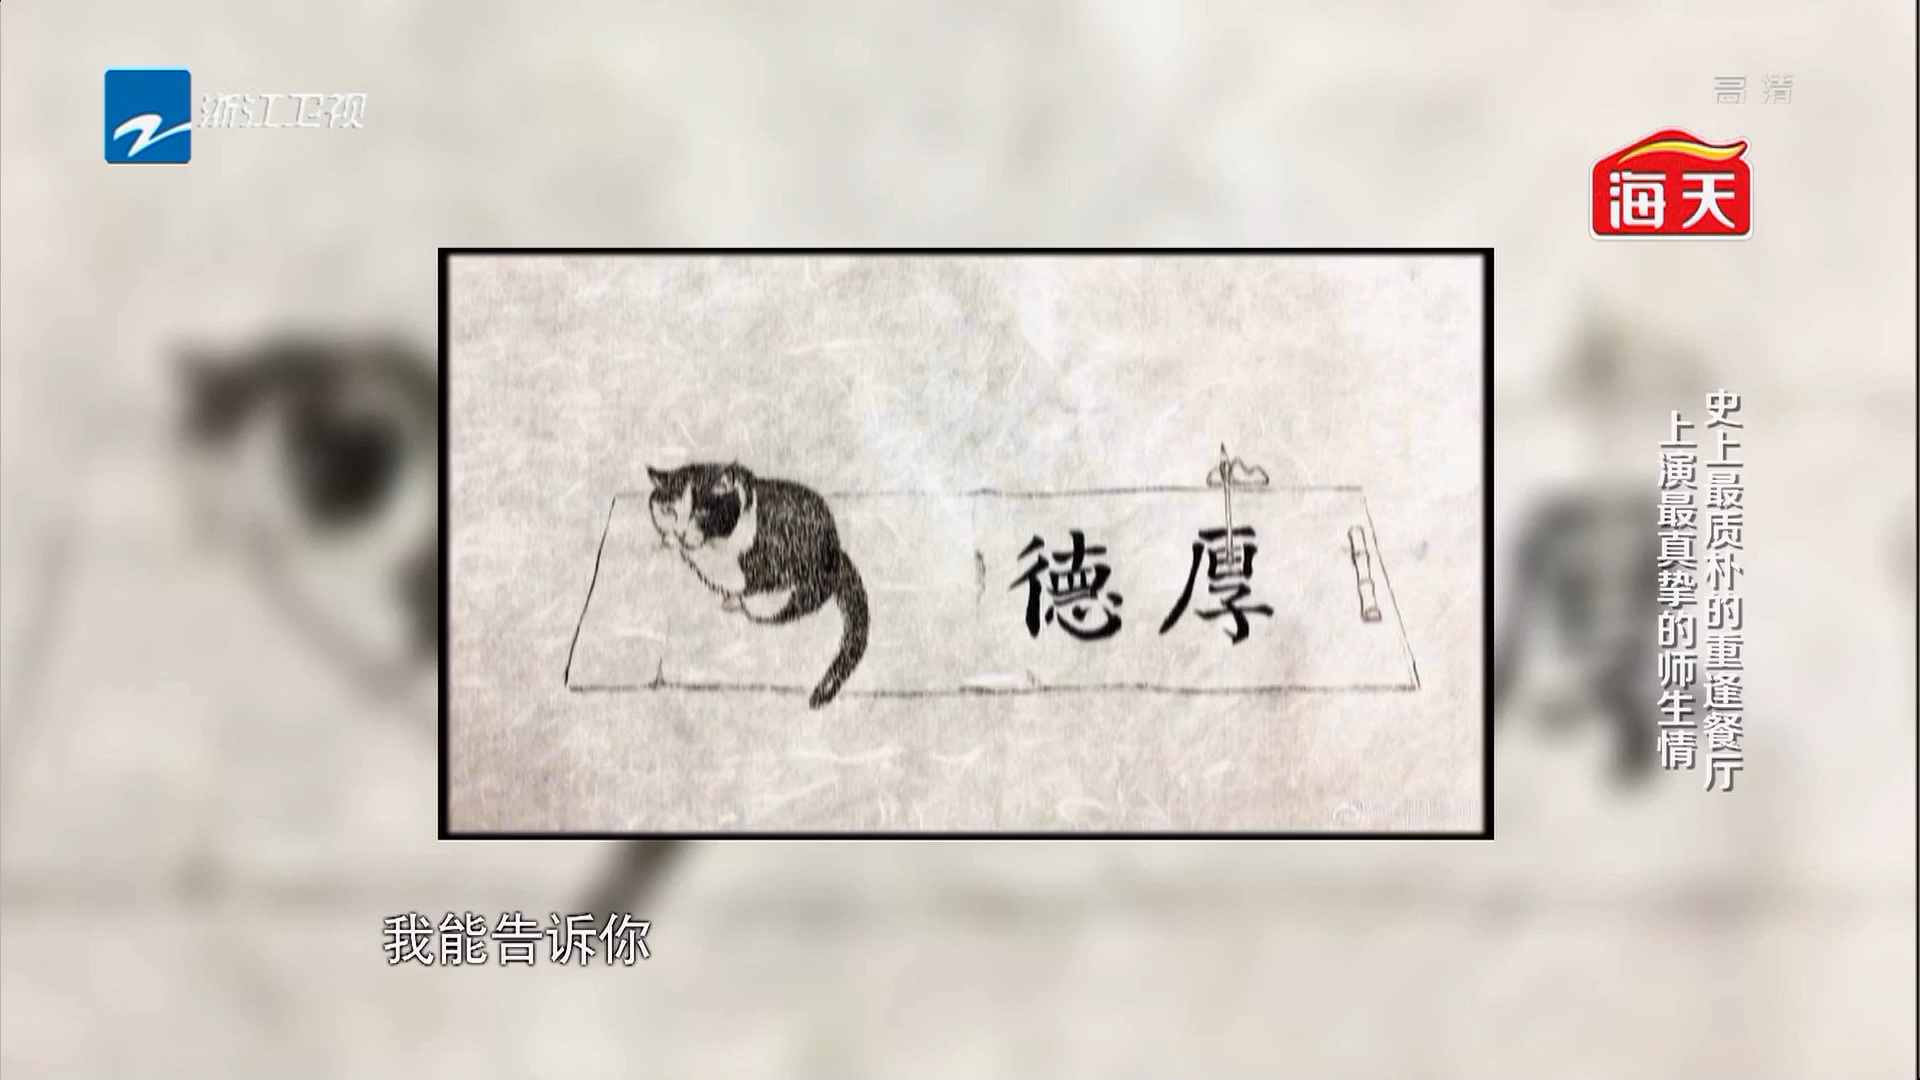 浙江卫视
高清
海天
史上最质朴的重逢餐厅
上演最真挚的师生情
德厚
我能告诉你